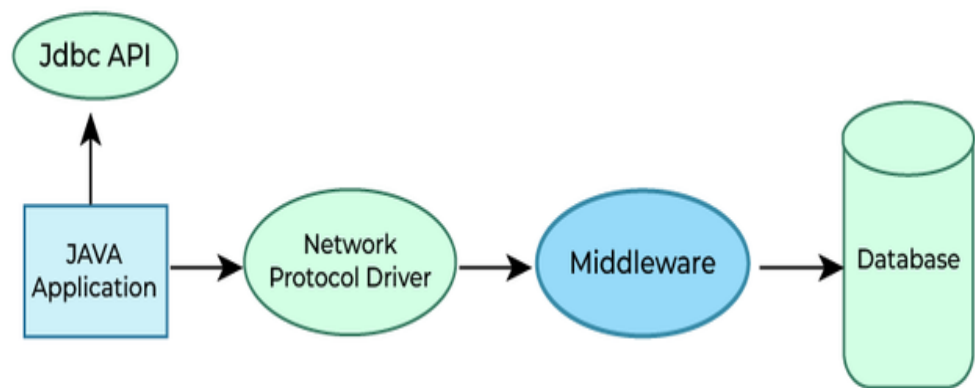 Jdbc API
JAVA
Application
Network
Protocol Driver
Middleware
Database